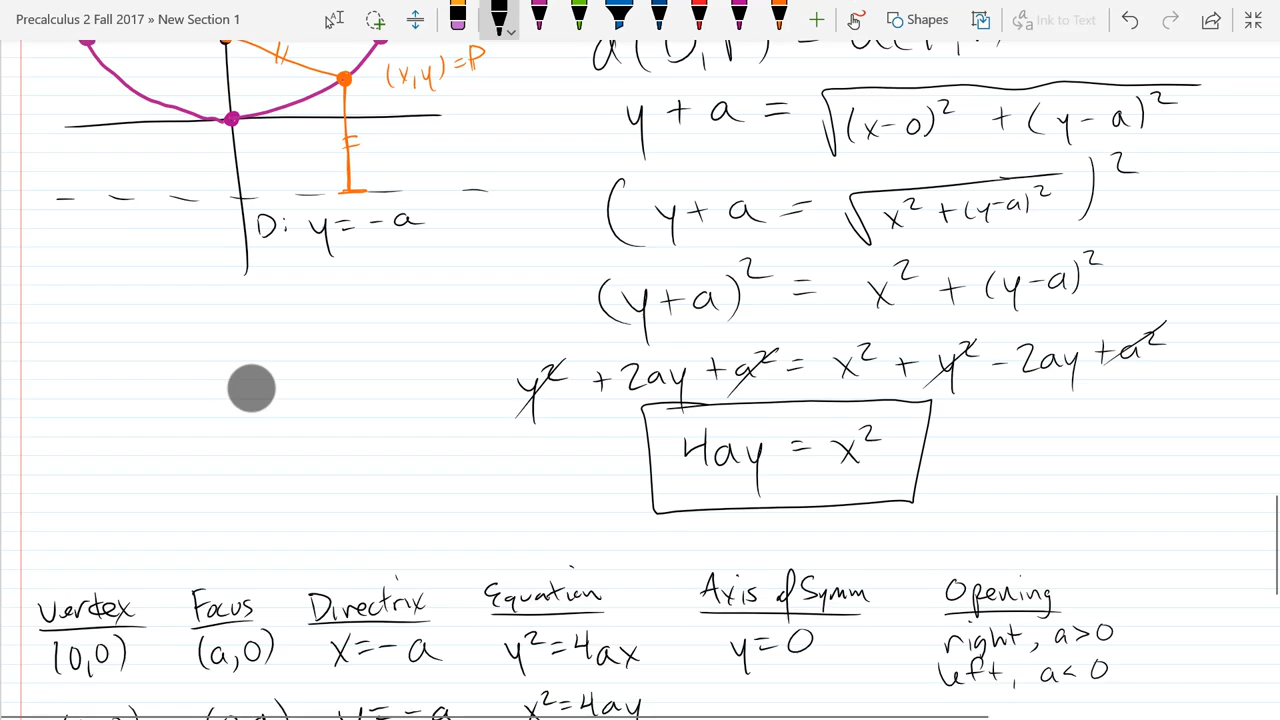 Precalculus 2 Fall 2017 » New Section 1
Shapes
Ink to Text
(x,y)=P
D: y=-a
y+a = √((x-0)² + (y-a)²)
(y+a = √(x²+(y-a)²))²
(y+a)² = x² + (y-a)²
y² + 2ay + a² = x² + y² - 2ay + a²
4ay = x²
Vertex Focus Directrix Equation Axis of Symm Opening
(0,0) (a,0) x=-a y²=4ax y=0 right, a>0
left, a<0
y=-a x²=4ay